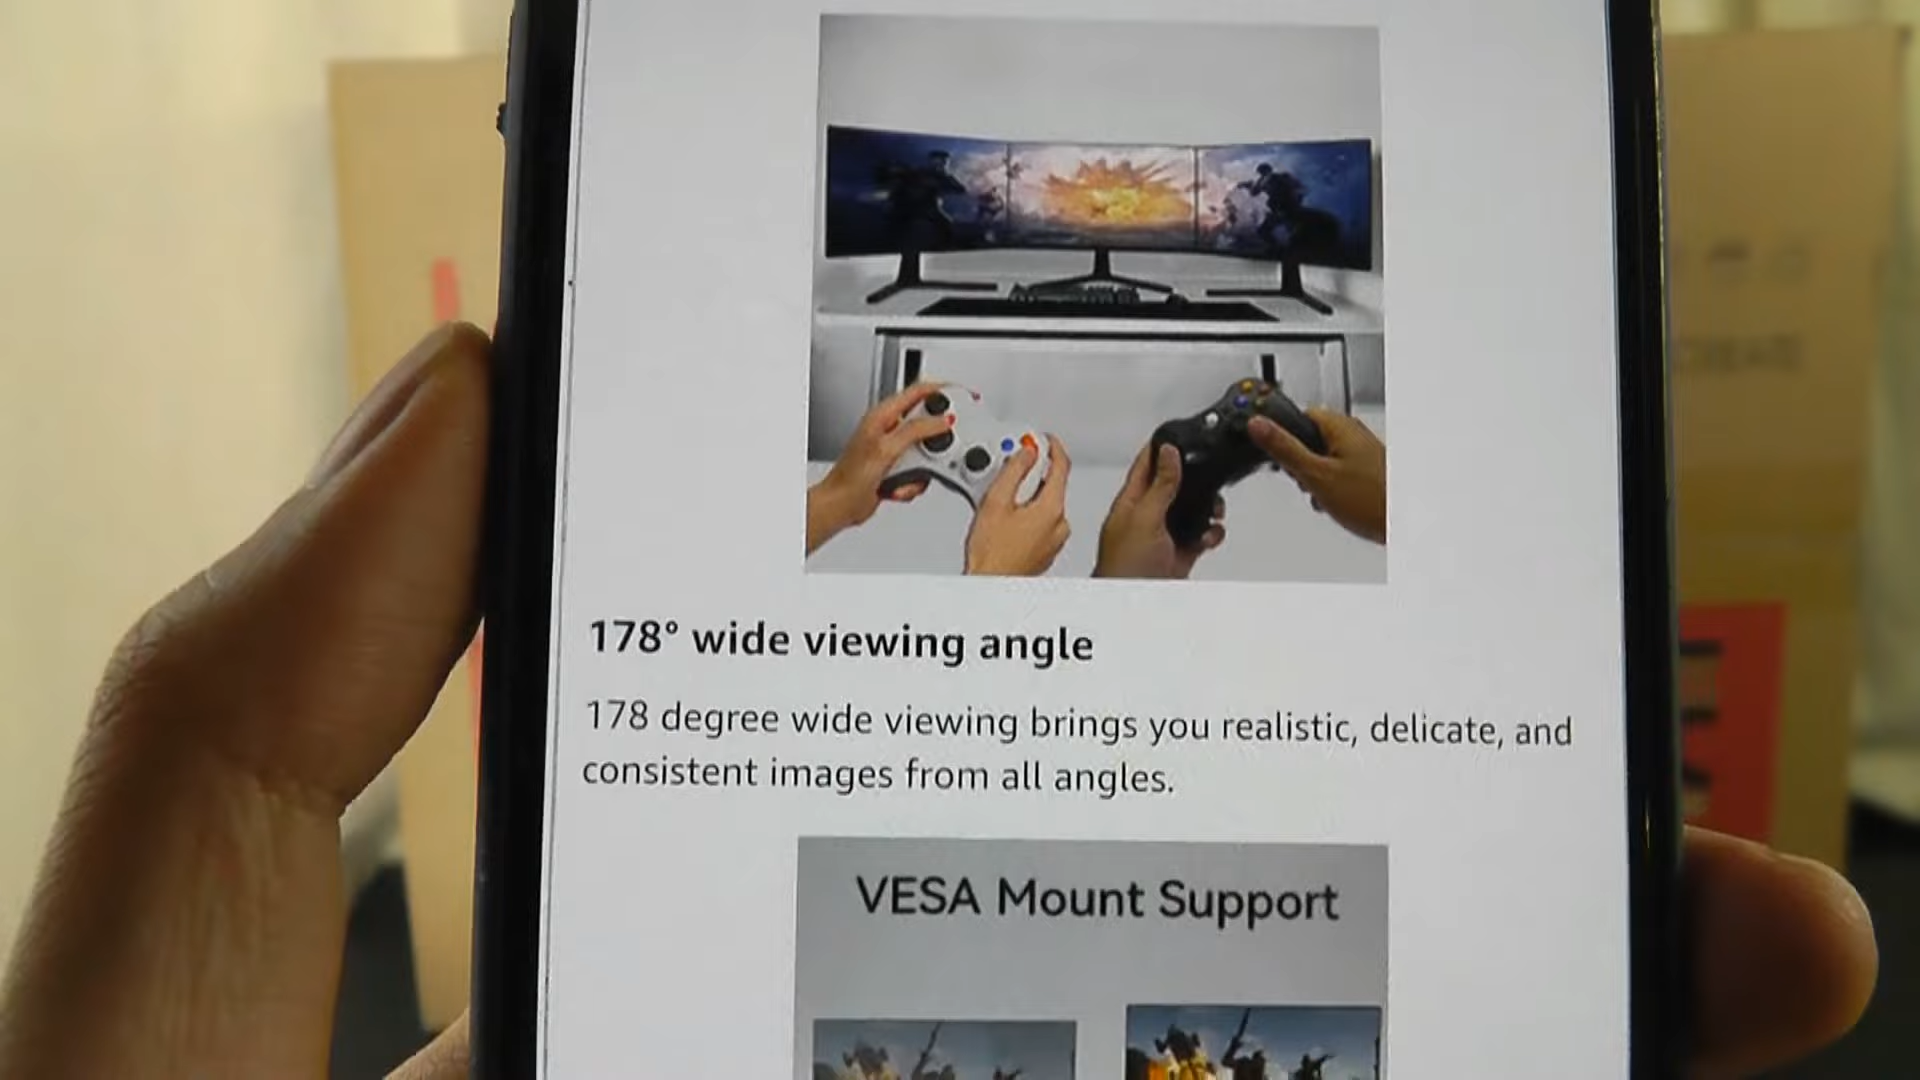 178° wide viewing angle
178 degree wide viewing brings you realistic, delicate, and
consistent images from all angles.
VESA Mount Support